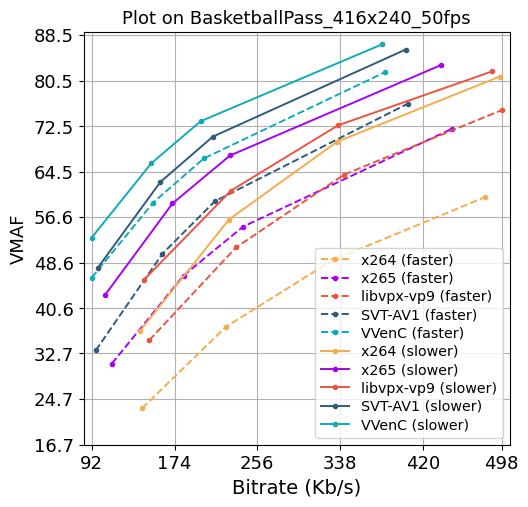 Plot on BasketballPass_416x240_50fps
88.5
80.5
72.5
64.5
56.6
48.6
40.6
32.7
24.7
16.7
VMAF
x264 (faster)
x265 (faster)
libvpx-vp9 (faster)
SVT-AV1 (faster)
VVenC (faster)
x264 (slower)
x265 (slower)
libvpx-vp9 (slower)
SVT-AV1 (slower)
VVenC (slower)
92 174 256 338 420 498
Bitrate (Kb/s)